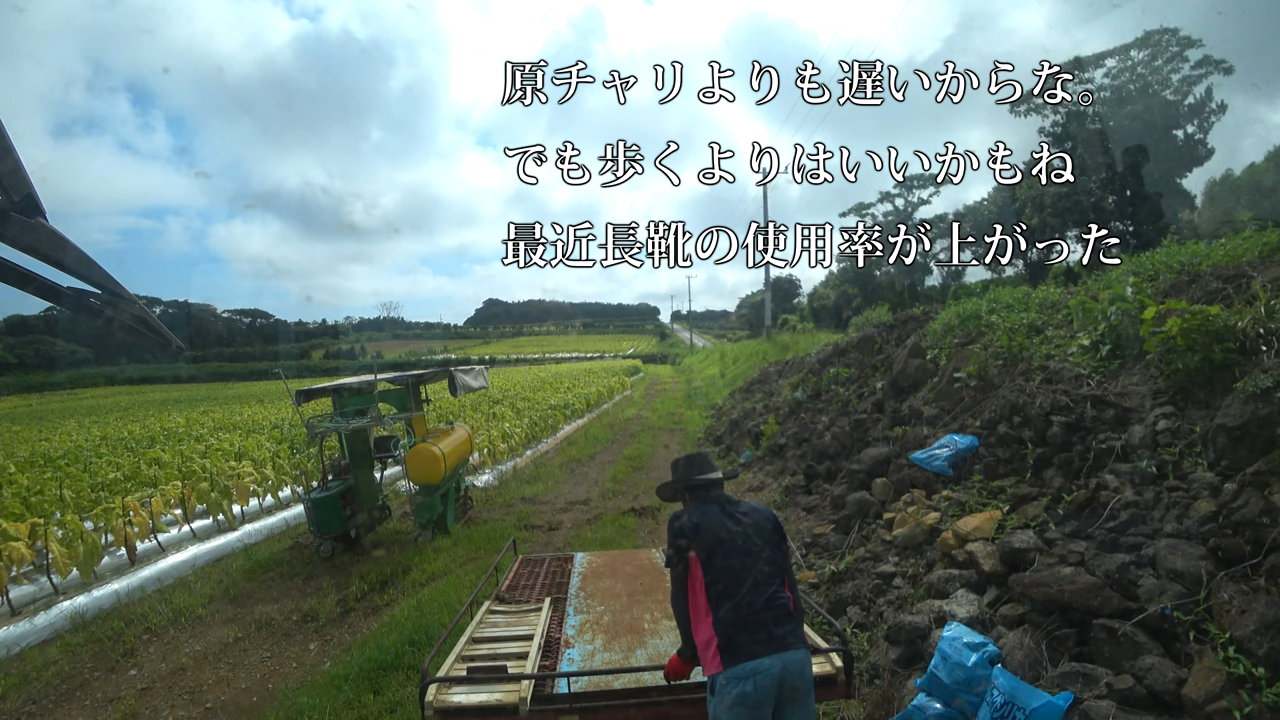 原チャリよりも遅いからな。
でも歩くよりはいいかもね
最近長靴の使用率が上がった